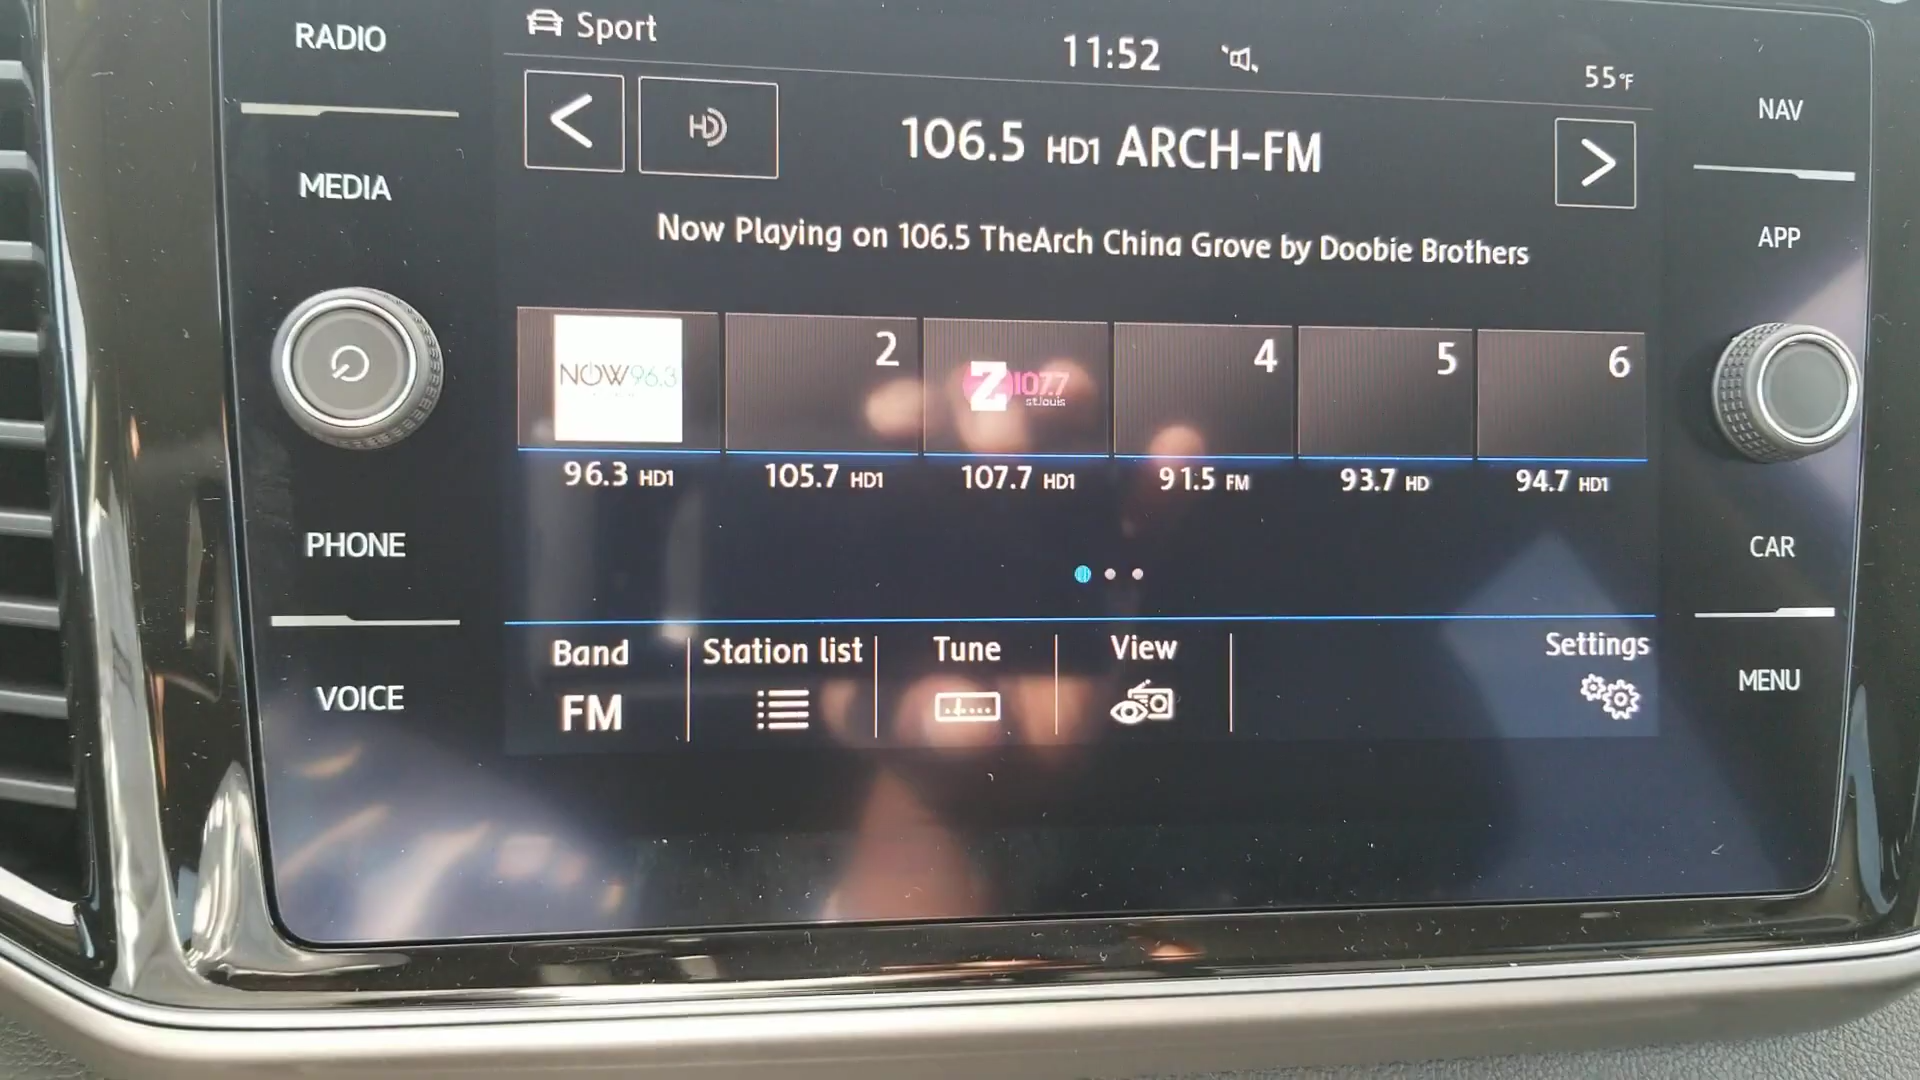 RADIO
MEDIA
PHONE
VOICE
Sport
11:52
55°F
HD
106.5 HD1 ARCH-FM
Now Playing on 106.5 TheArch China Grove by Doobie Brothers
NOW96.3
2
Z1077
st.louis
4
5
6
96.3 HD1
105.7 HD1
107.7 HD1
91.5 FM
93.7 HD
94.7 HD1
Band
FM
Station list
Tune
View
Settings
NAV
APP
CAR
MENU